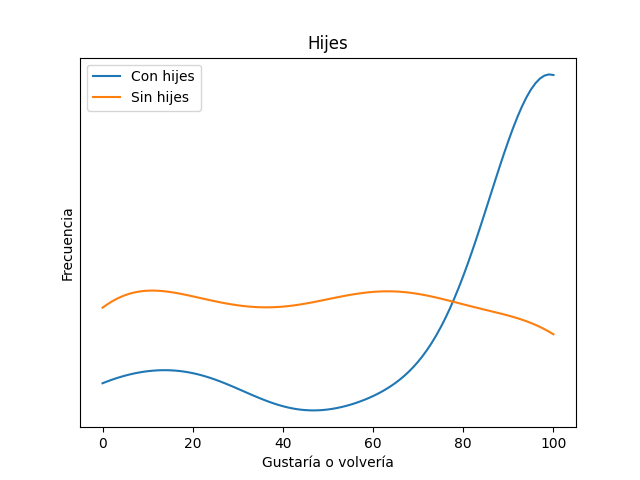 Hijes
Con hijes
Sin hijes
Frecuencia
0 20 40 60 80 100
Gustaría o volvería